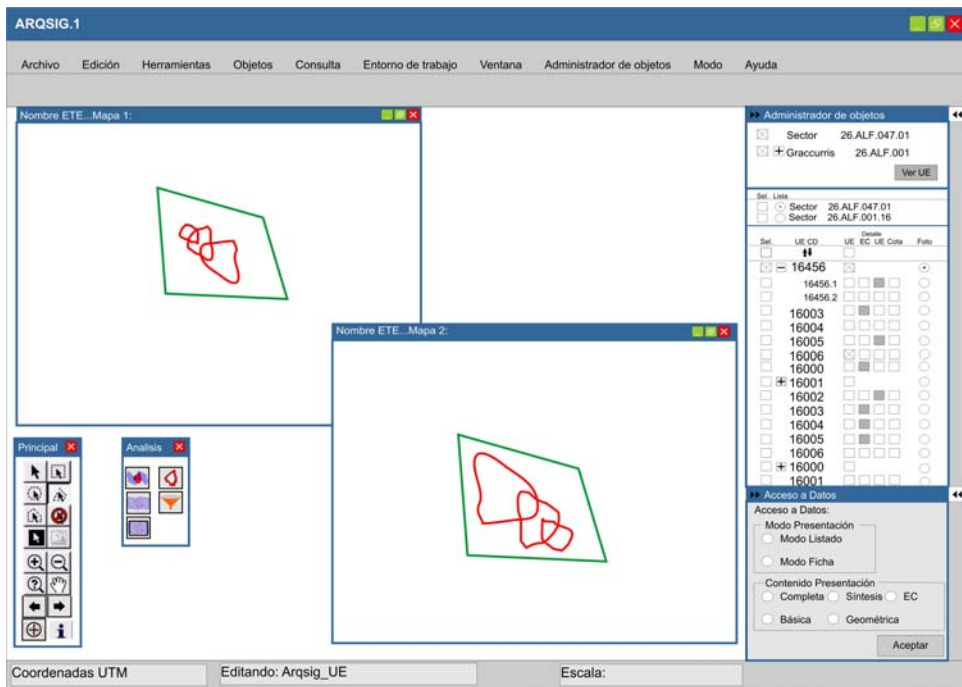 ARQSIG.1
Archivo Edición Herramientas Objetos Consulta Entorno de trabajo Ventana Administrador de objetos Modo Ayuda
Nombre ETE...Mapa 1:
Nombre ETE...Mapa 2:
Principal
Analisis
Administrador de objetos
Sector 26.ALF.047.01
Graccurris 26.ALF.001
Ver UE
Sel. Lista
Sector 26.ALF.047.01
Sector 26.ALF.001.16
Detalle
Sel. UE CD UE EC UE Cota Foto
16456
16456.1
16456.2
16003
16004
16005
16006
16000
16001
16002
16003
16004
16005
16006
16000
16001
Acceso a Datos
Acceso a Datos:
Modo Presentación
Modo Listado
Modo Ficha
Contenido Presentación
Completa Síntesis EC
Básica Geométrica
Aceptar
Coordenadas UTM Editando: Arqsig_UE Escala: